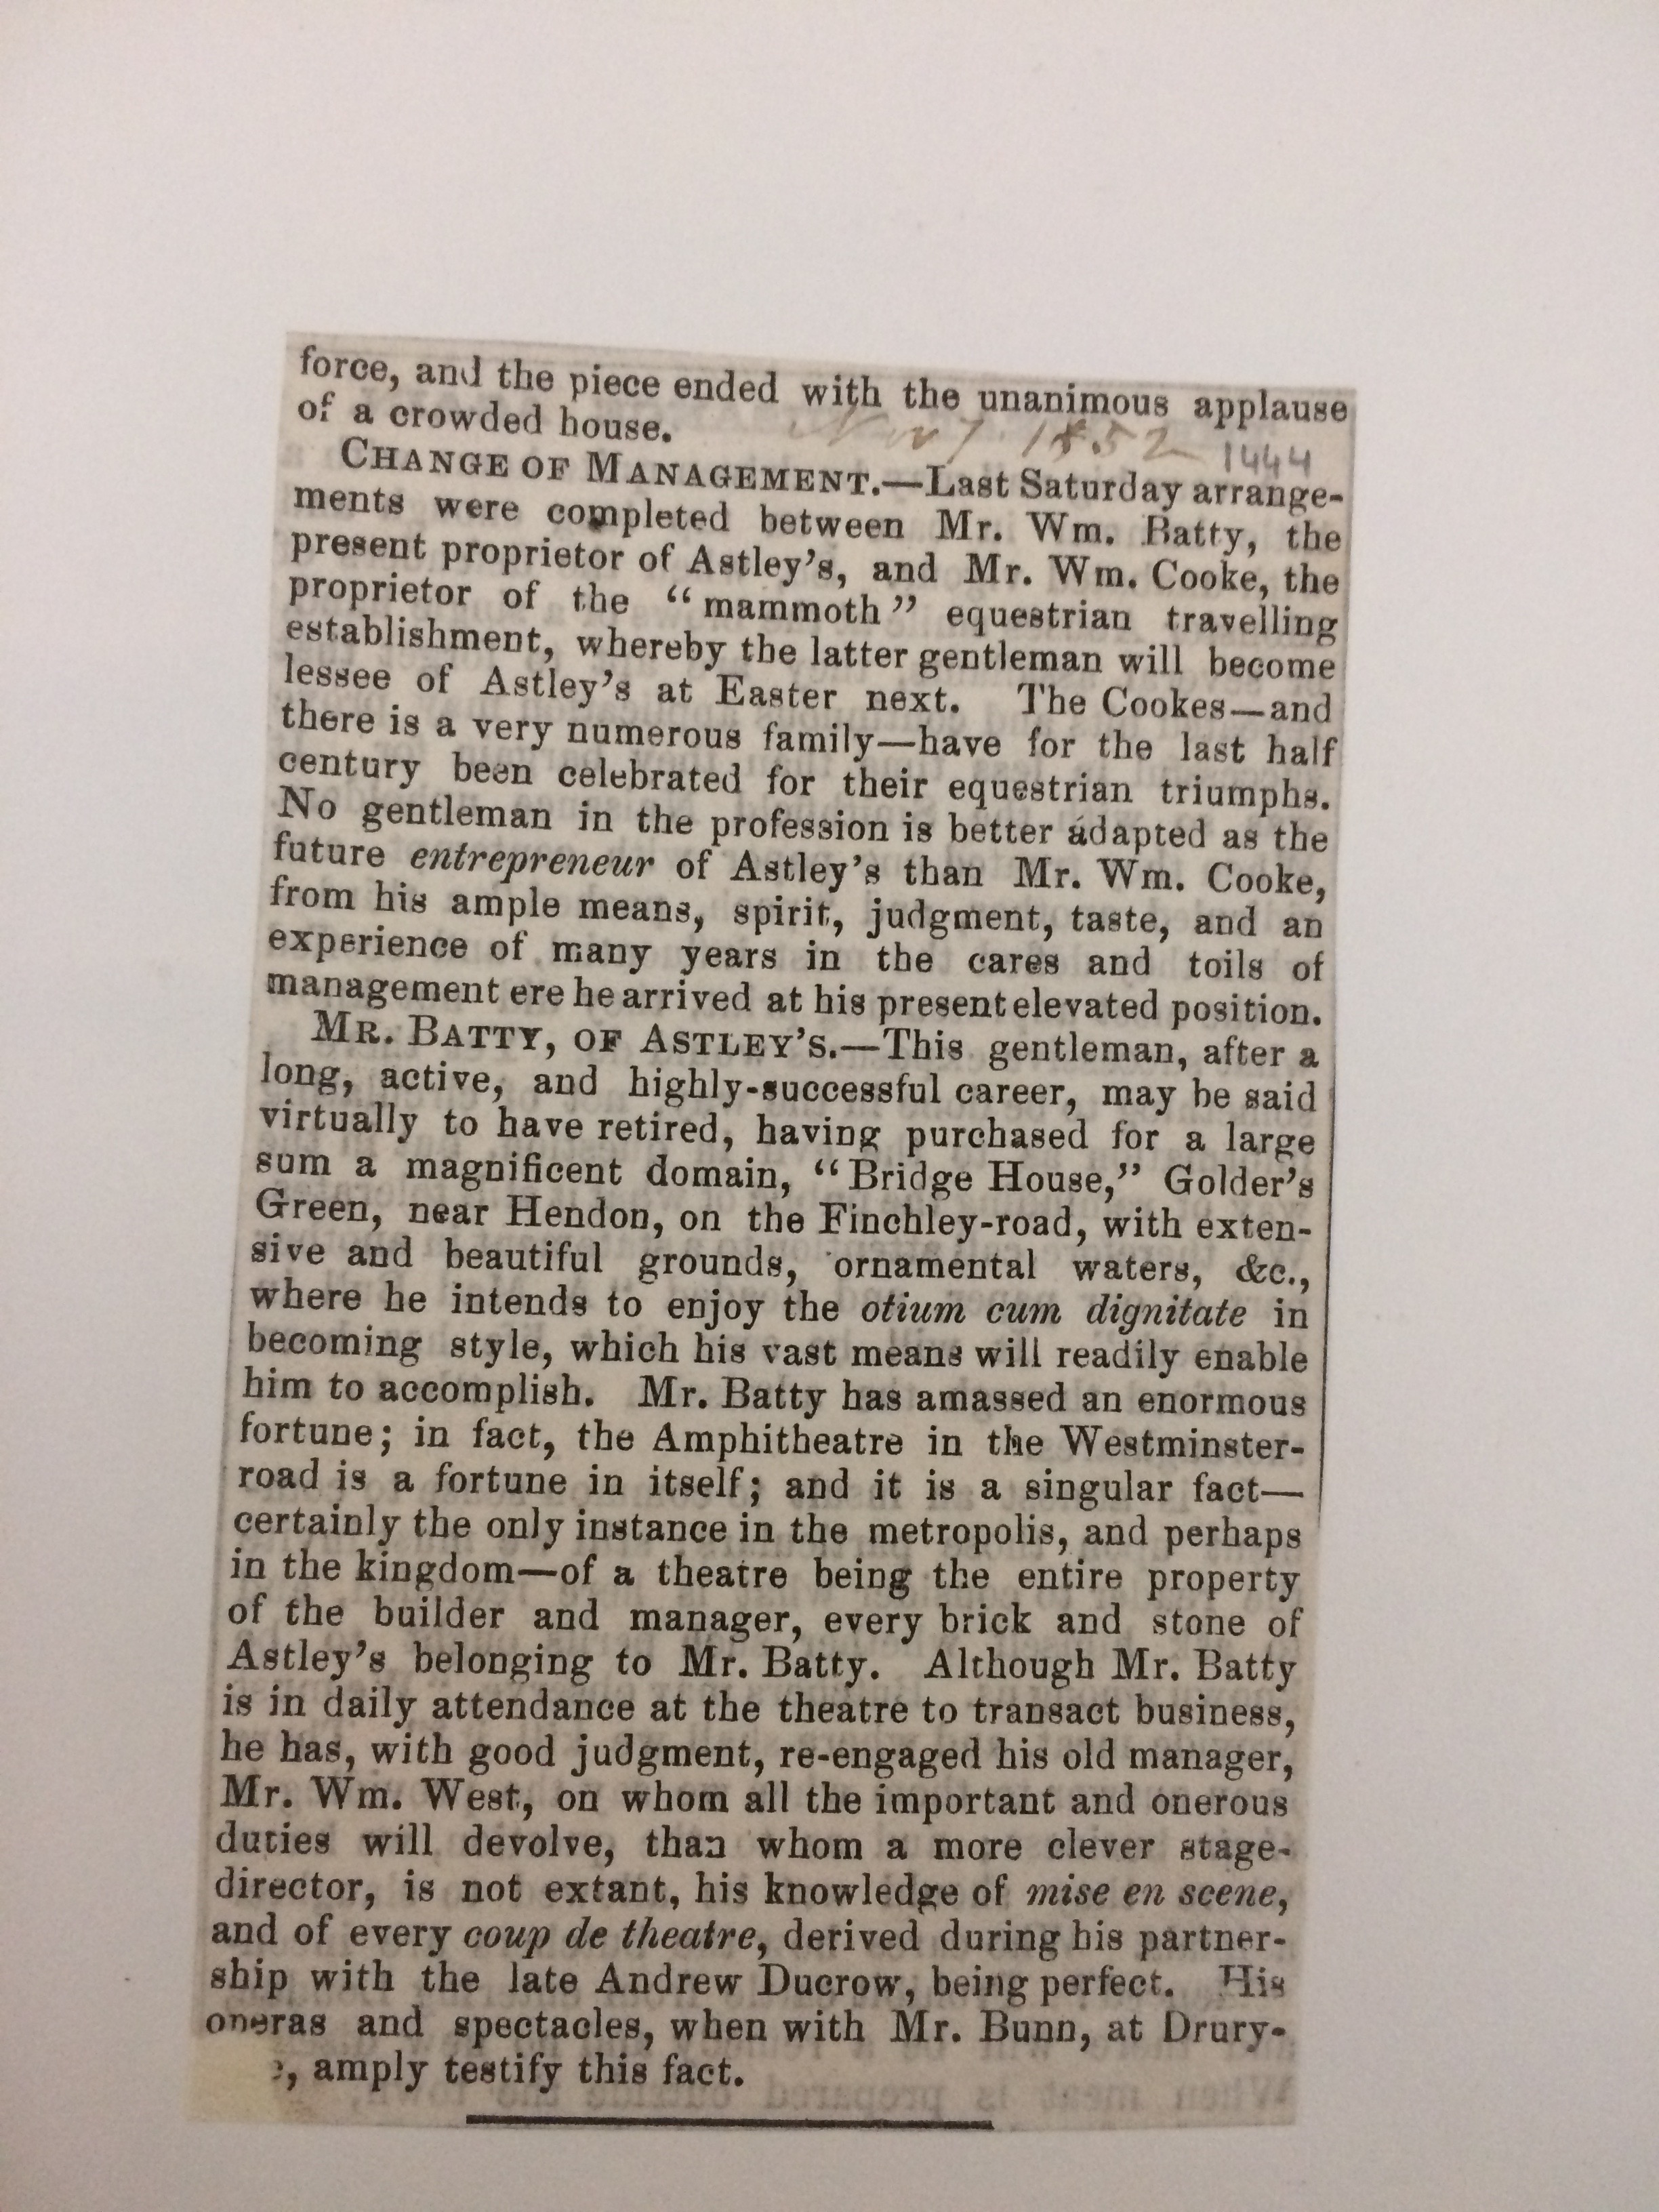 force, and the piece ended with the unanimous applause
of a crowded house.
Nov 7 1852 1444
CHANGE OF MANAGEMENT.—Last Saturday arrange-
ments were completed between Mr. Wm. Batty, the
present proprietor of Astley's, and Mr. Wm. Cooke, the
proprietor of the “mammoth” equestrian travelling
establishment, whereby the latter gentleman will become
lessee of Astley's at Easter next. The Cookes—and
there is a very numerous family—have for the last half
century been celebrated for their equestrian triumphs.
No gentleman in the profession is better adapted as the
future entrepreneur of Astley's than Mr. Wm. Cooke,
from his ample means, spirit, judgment, taste, and an
experience of many years in the cares and toils of
management ere he arrived at his present elevated position.
MR. BATTY, OF ASTLEY'S.—This gentleman, after a
long, active, and highly-successful career, may be said
virtually to have retired, having purchased for a large
sum a magnificent domain, “Bridge House,” Golder's
Green, near Hendon, on the Finchley-road, with exten-
sive and beautiful grounds, ornamental waters, &c.,
where he intends to enjoy the otium cum dignitate in
becoming style, which his vast means will readily enable
him to accomplish. Mr. Batty has amassed an enormous
fortune; in fact, the Amphitheatre in the Westminster-
road is a fortune in itself; and it is a singular fact—
certainly the only instance in the metropolis, and perhaps
in the kingdom—of a theatre being the entire property
of the builder and manager, every brick and stone of
Astley's belonging to Mr. Batty. Although Mr. Batty
is in daily attendance at the theatre to transact business,
he has, with good judgment, re-engaged his old manager,
Mr. Wm. West, on whom all the important and onerous
duties will devolve, than whom a more clever stage-
director, is not extant, his knowledge of mise en scene,
and of every coup de theatre, derived during his partner-
ship with the late Andrew Ducrow, being perfect. His
operas and spectacles, when with Mr. Bunn, at Drury-
e, amply testify this fact.